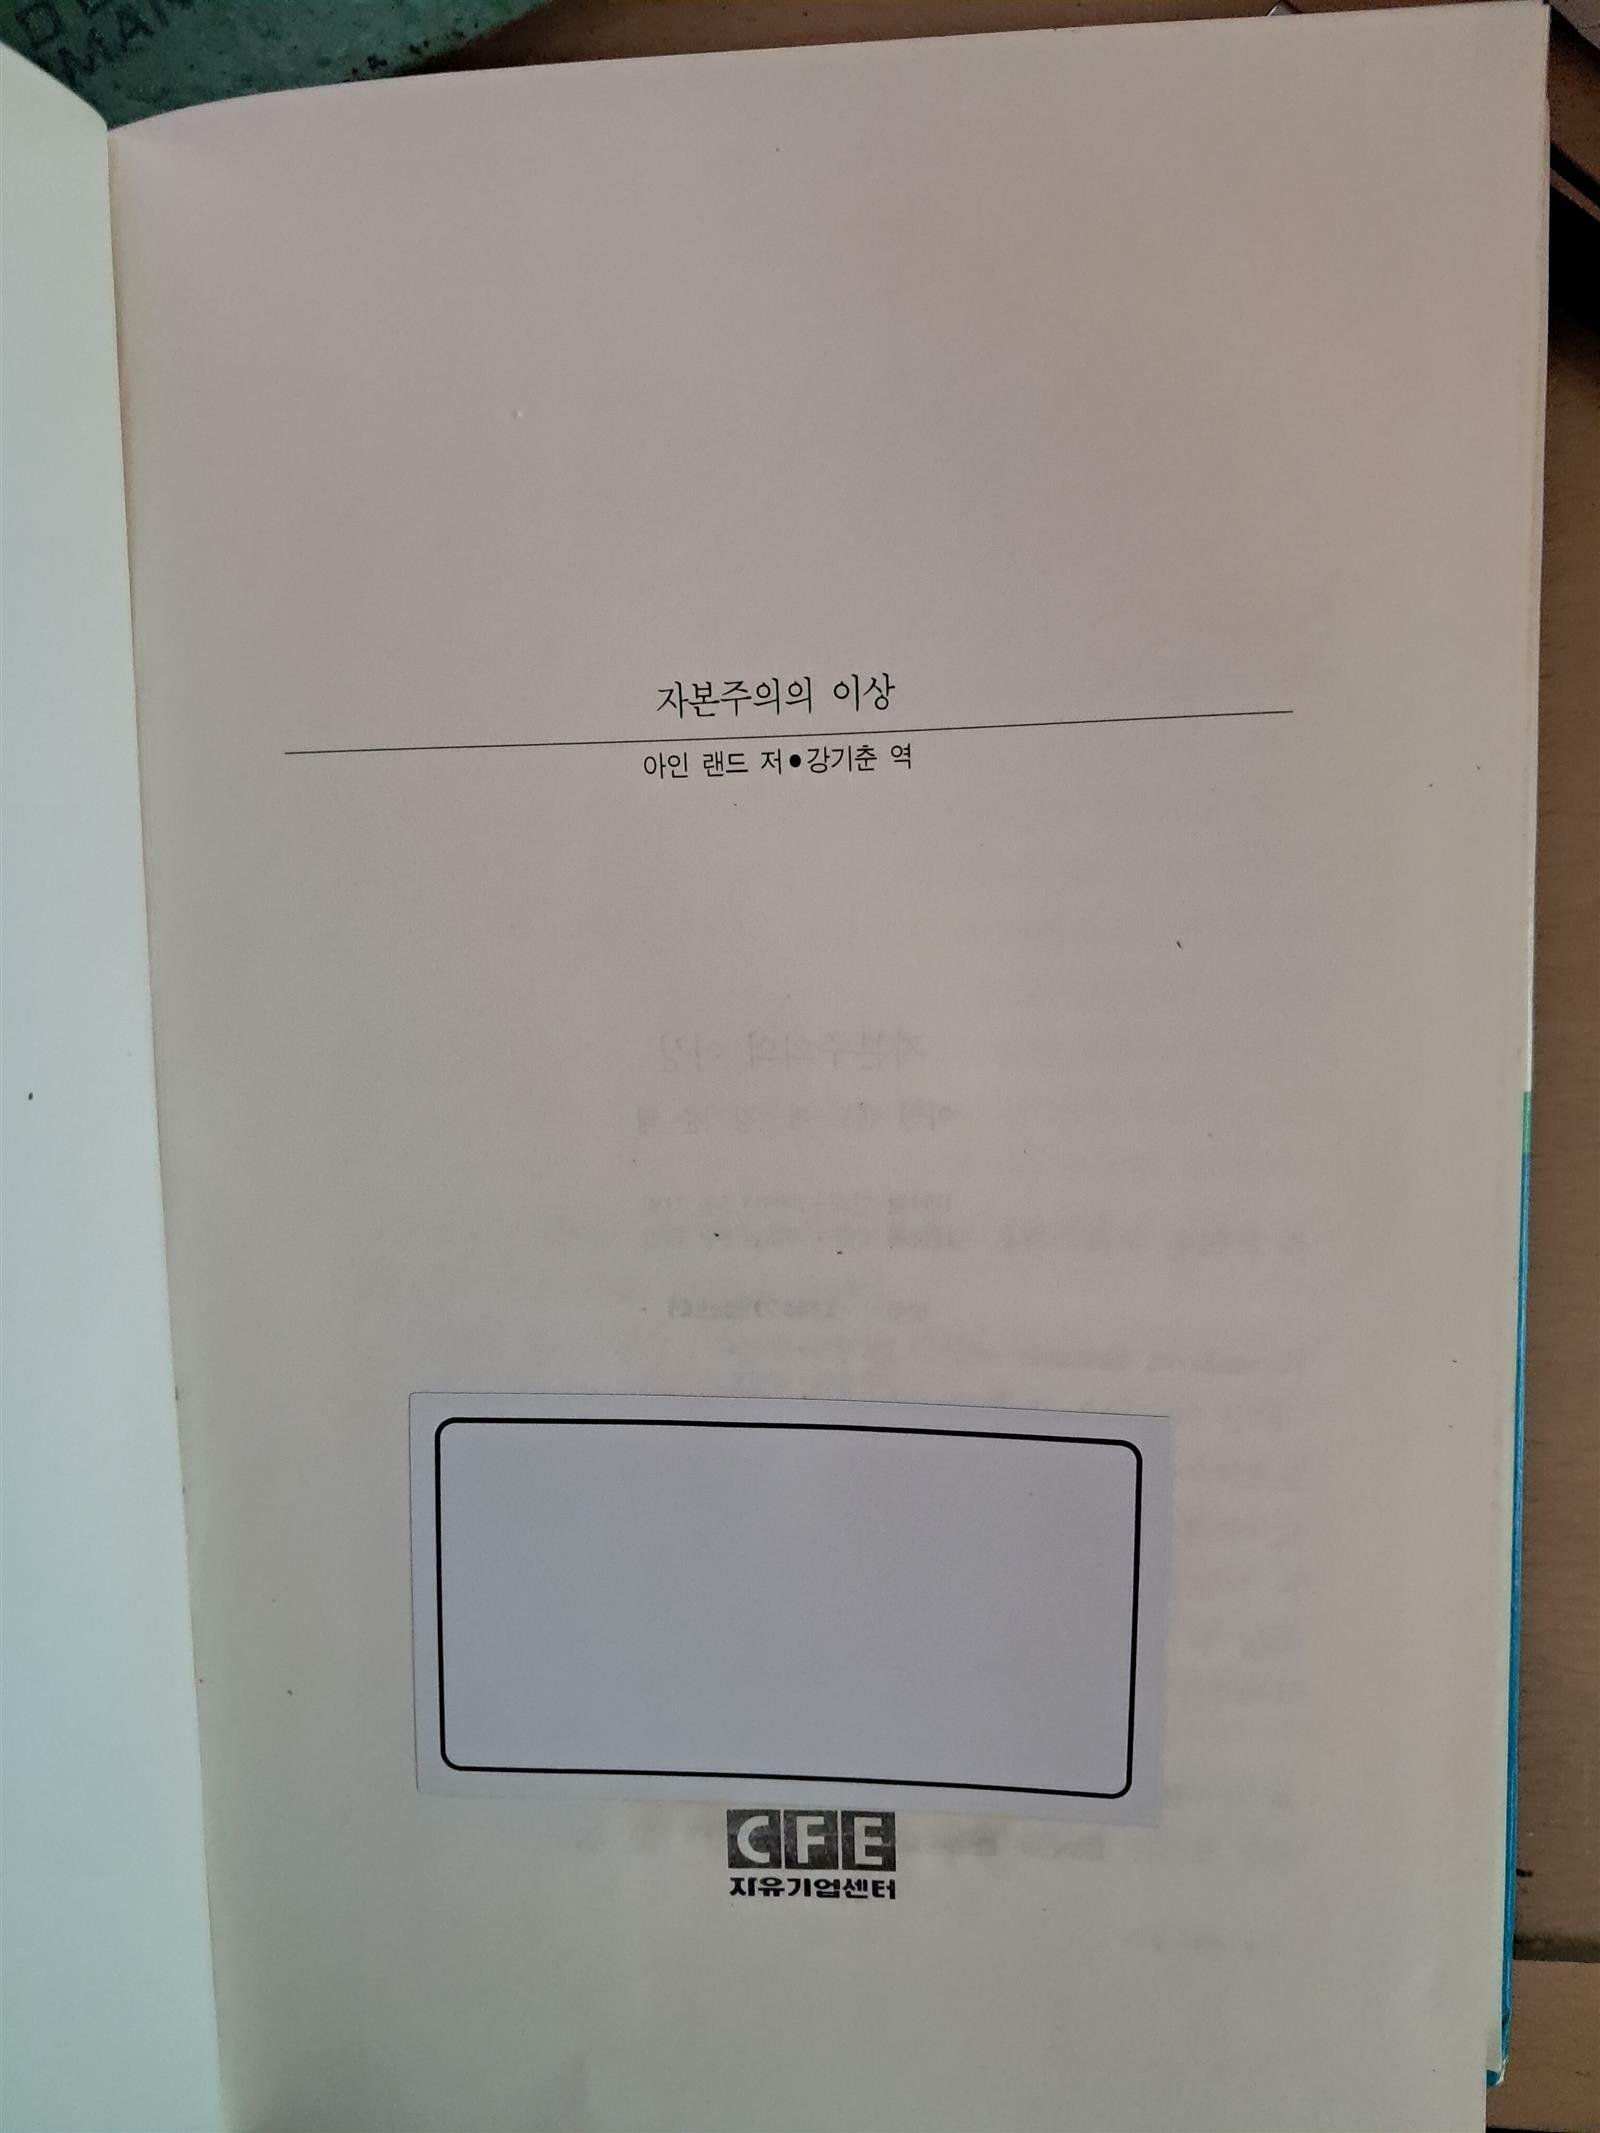 자본주의의 이상
아인 랜드 저●강기춘 역
CFE
자유기업센터